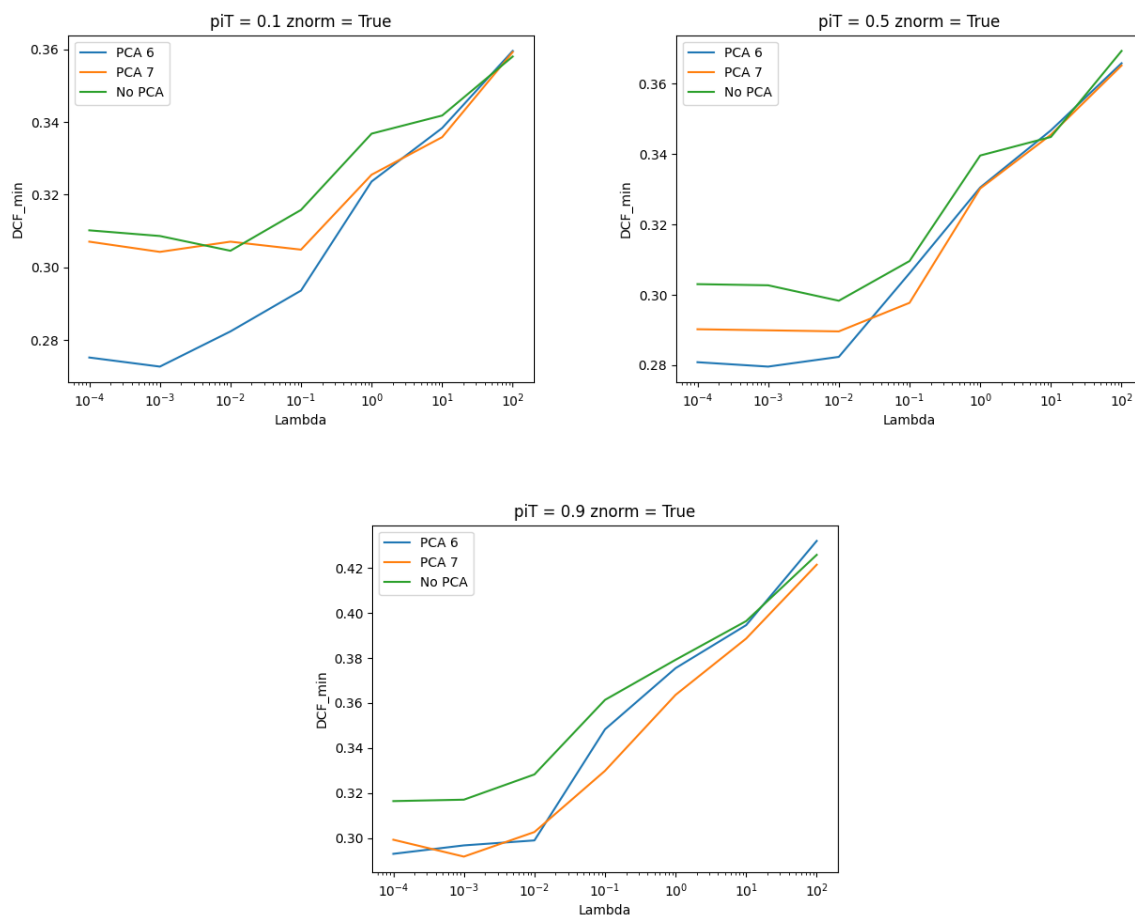 piT = 0.1 znorm = True
0.36
0.34
0.32
0.30
0.28
DCF_min
PCA 6
PCA 7
No PCA
10⁻⁴ 10⁻³ 10⁻² 10⁻¹ 10⁰ 10¹ 10²
Lambda
piT = 0.5 znorm = True
0.36
0.34
0.32
0.30
0.28
DCF_min
PCA 6
PCA 7
No PCA
10⁻⁴ 10⁻³ 10⁻² 10⁻¹ 10⁰ 10¹ 10²
Lambda
piT = 0.9 znorm = True
0.42
0.40
0.38
0.36
0.34
0.32
0.30
DCF_min
PCA 6
PCA 7
No PCA
10⁻⁴ 10⁻³ 10⁻² 10⁻¹ 10⁰ 10¹ 10²
Lambda